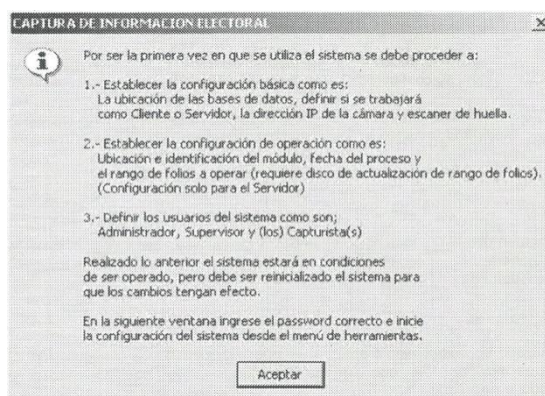 CAPTURA DE INFORMACION ELECTORAL
Por ser la primera vez en que se utiliza el sistema se debe proceder a:
1.- Establecer la configuración básica como es:
La ubicación de las bases de datos, definir si se trabajará
como Cliente o Servidor, la dirección IP de la cámara y escaner de huella.
2.- Establecer la configuración de operación como es:
Ubicación e identificación del módulo, fecha del proceso y
el rango de folios a operar (requiere disco de actualización de rango de folios).
(Configuración solo para el Servidor)
3.- Definir los usuarios del sistema como son;
Administrador, Supervisor y (los) Capturista(s)
Realizado lo anterior el sistema estará en condiciones
de ser operado, pero debe ser reinicializado el sistema para
que los cambios tengan efecto.
En la siguiente ventana ingrese el password correcto e inicie
la configuración del sistema desde el menú de herramientas.
Aceptar